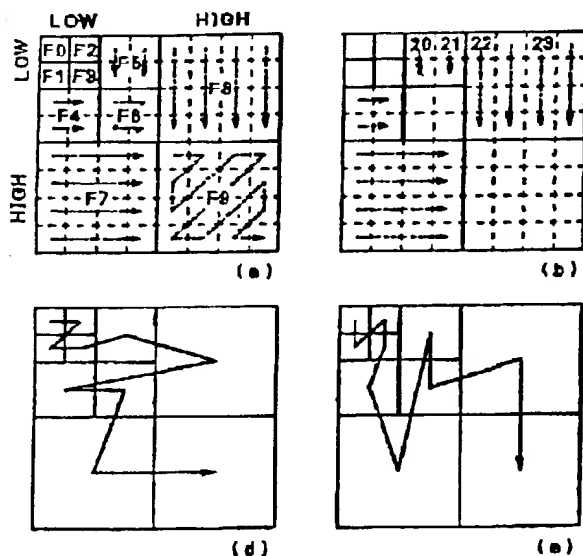 LOW HIGH
LOW
HIGH
F0 F2
F1 F3
F5
F8
F4 F6
F7
F9
(a)
20 21 22 23
(b)
(d)
(e)